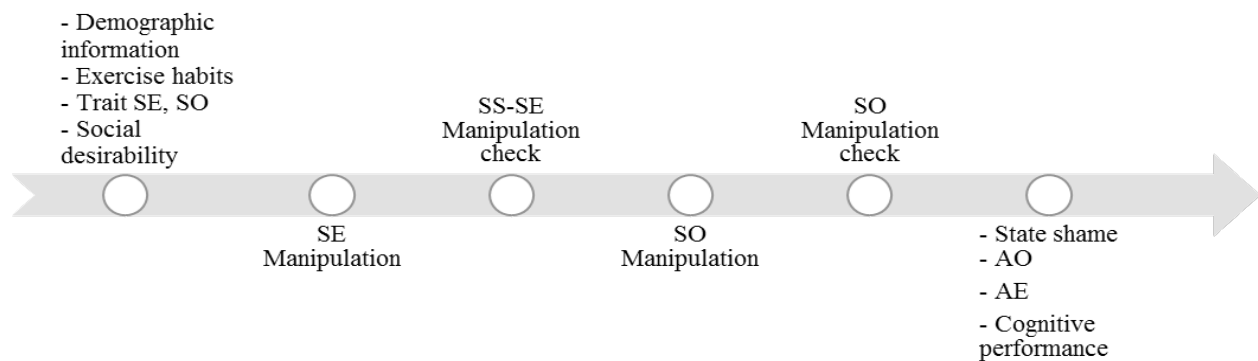 - Demographic
information
- Exercise habits
- Trait SE, SO
- Social
desirability
SE
Manipulation
SS-SE
Manipulation
check
SO
Manipulation
SO
Manipulation
check
- State shame
- AO
- AE
- Cognitive
performance